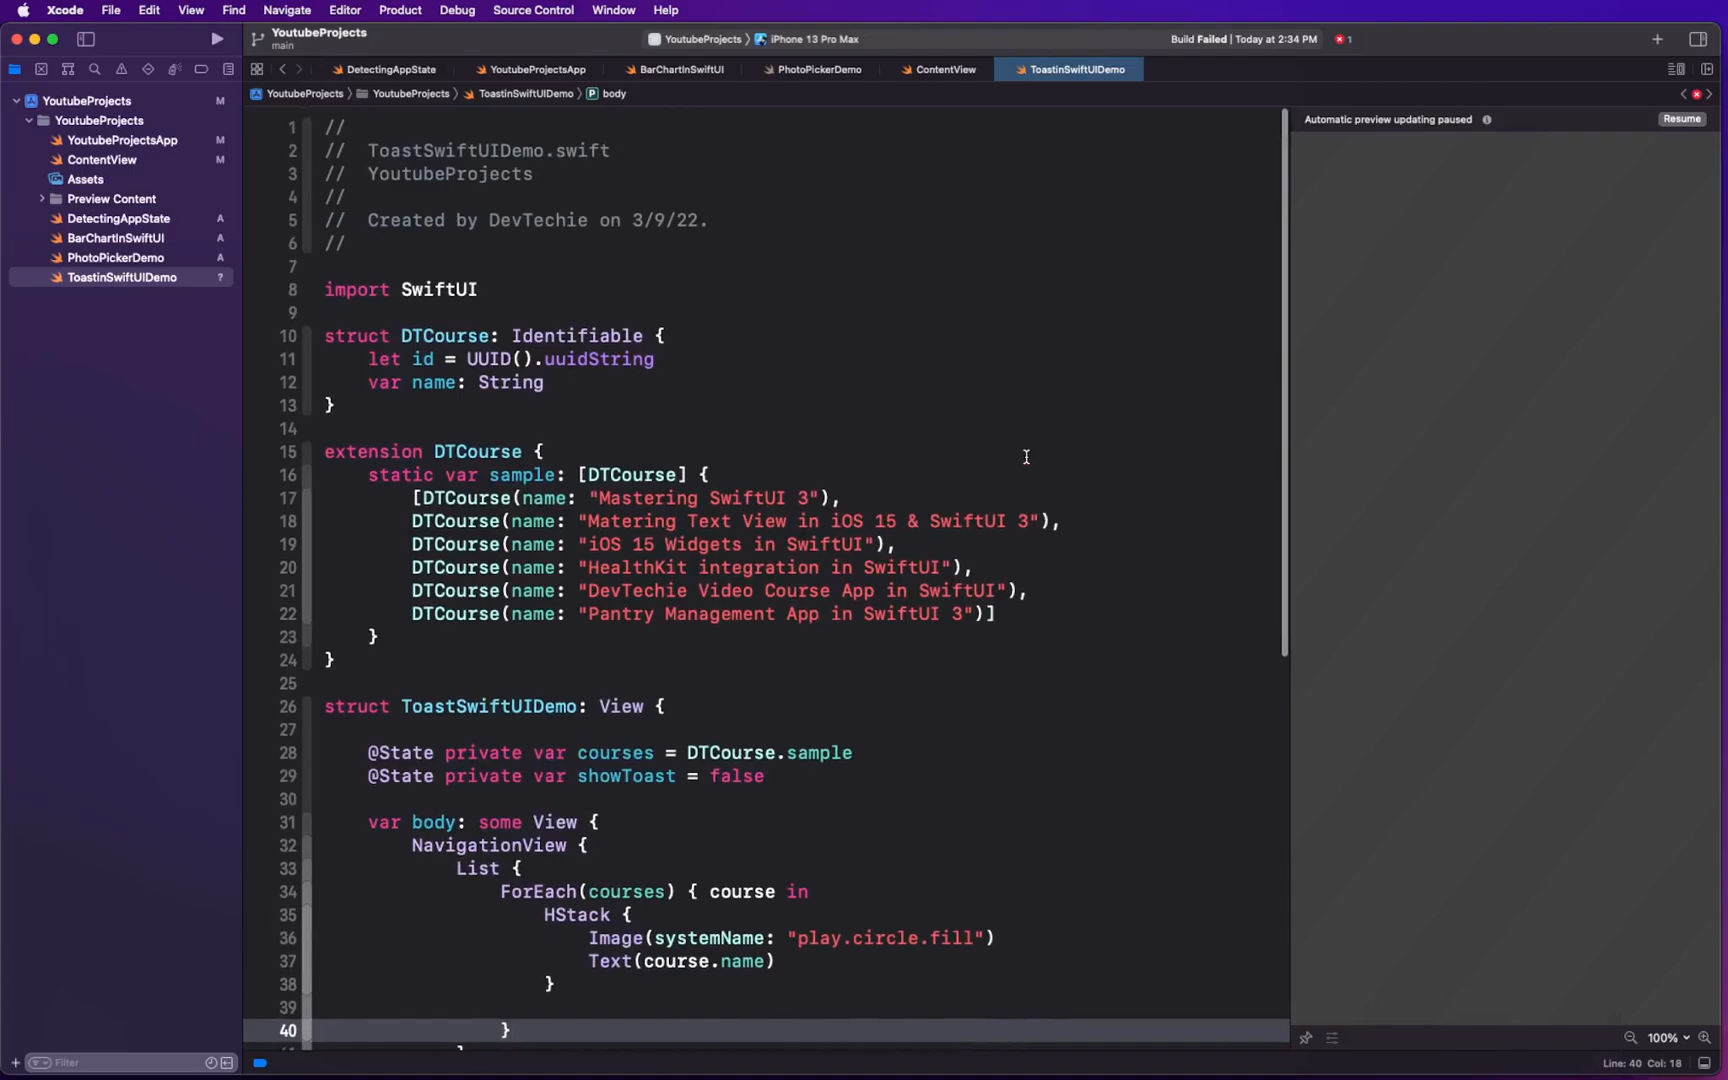 Xcode File Edit View Find Navigate Editor Product Debug Source Control Window Help
YoutubeProjects
main
YoutubeProjects iPhone 13 Pro Max
Build Failed | Today at 2:34 PM 1
DetectingAppState YoutubeProjectsApp BarChartInSwiftUI PhotoPickerDemo ContentView ToastinSwiftUIDemo
YoutubeProjects YoutubeProjects ToastinSwiftUIDemo P body
Automatic preview updating paused Resume
YoutubeProjects M
YoutubeProjects
YoutubeProjectsApp M
ContentView M
Assets
Preview Content
DetectingAppState A
BarChartInSwiftUI A
PhotoPickerDemo A
ToastinSwiftUIDemo ?
1 //
2 //  ToastSwiftUIDemo.swift
3 //  YoutubeProjects
4 //
5 //  Created by DevTechie on 3/9/22.
6 //
7
8 import SwiftUI
9
10 struct DTCourse: Identifiable {
11     let id = UUID().uuidString
12     var name: String
13 }
14
15 extension DTCourse {
16     static var sample: [DTCourse] {
17         [DTCourse(name: "Mastering SwiftUI 3"),
18         DTCourse(name: "Matering Text View in iOS 15 & SwiftUI 3"),
19         DTCourse(name: "iOS 15 Widgets in SwiftUI"),
20         DTCourse(name: "HealthKit integration in SwiftUI"),
21         DTCourse(name: "DevTechie Video Course App in SwiftUI"),
22         DTCourse(name: "Pantry Management App in SwiftUI 3")]
23     }
24 }
25
26 struct ToastSwiftUIDemo: View {
27
28     @State private var courses = DTCourse.sample
29     @State private var showToast = false
30
31     var body: some View {
32         NavigationView {
33             List {
34                 ForEach(courses) { course in
35                     HStack {
36                         Image(systemName: "play.circle.fill")
37                         Text(course.name)
38                     }
39
40                 }
Filter
100%
Line: 40 Col: 18